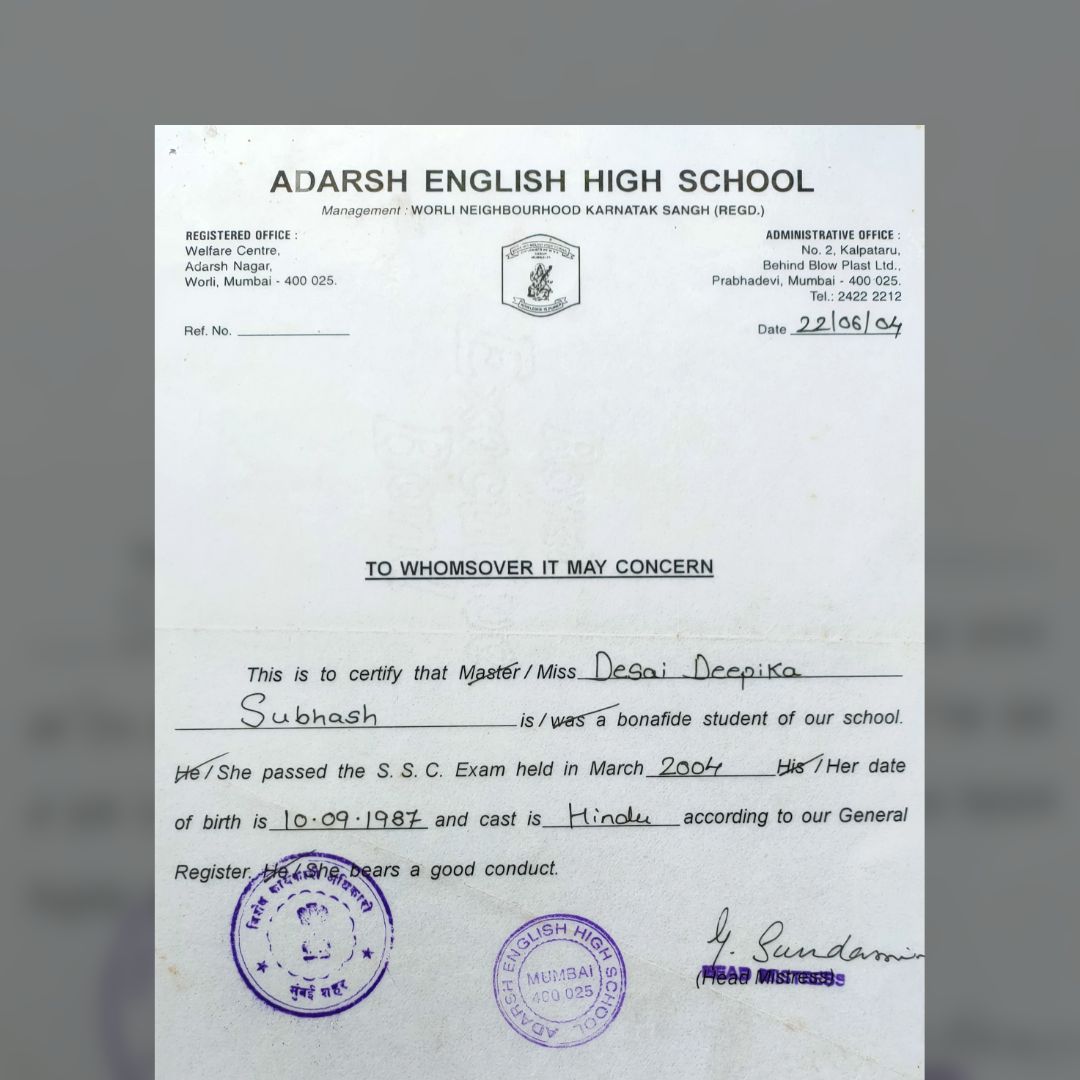 ADARSH ENGLISH HIGH SCHOOL
Management : WORLI NEIGHBOURHOOD KARNATAK SANGH (REGD.)
REGISTERED OFFICE :
Welfare Centre,
Adarsh Nagar,
Worli, Mumbai - 400 025.
ADMINISTRATIVE OFFICE :
No. 2, Kalpataru,
Behind Blow Plast Ltd.,
Prabhadevi, Mumbai - 400 025.
Tel.: 2422 2212
Ref. No.
Date 22/06/04
TO WHOMSOVER IT MAY CONCERN
This is to certify that Master / Miss Desai Deepika
Subhash is / was a bonafide student of our school.
He / She passed the S. S. C. Exam held in March 2004 His / Her date
of birth is 10.09.1987 and cast is Hindu according to our General
Register. He / She bears a good conduct.
विशेष कार्यकारी अधिकारी
मुंबई शहर
ADARSH ENGLISH HIGH SCHOOL
MUMBAI
400 025
(Head Mistress)
HEAD MISTRESS